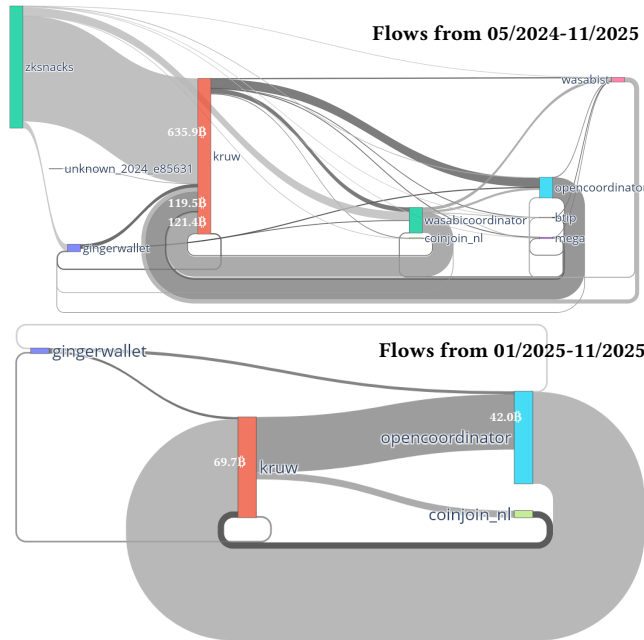 Flows from 05/2024-11/2025
zksnacks
wasabist
635.9₿
kruw
unknown_2024_e85631
opencoordinator
119.5₿
121.4₿
wasabicoordinator
btip
coinjoin_nl
mega
gingerwallet
Flows from 01/2025-11/2025
gingerwallet
42.0₿
opencoordinator
69.7₿
kruw
coinjoin_nl